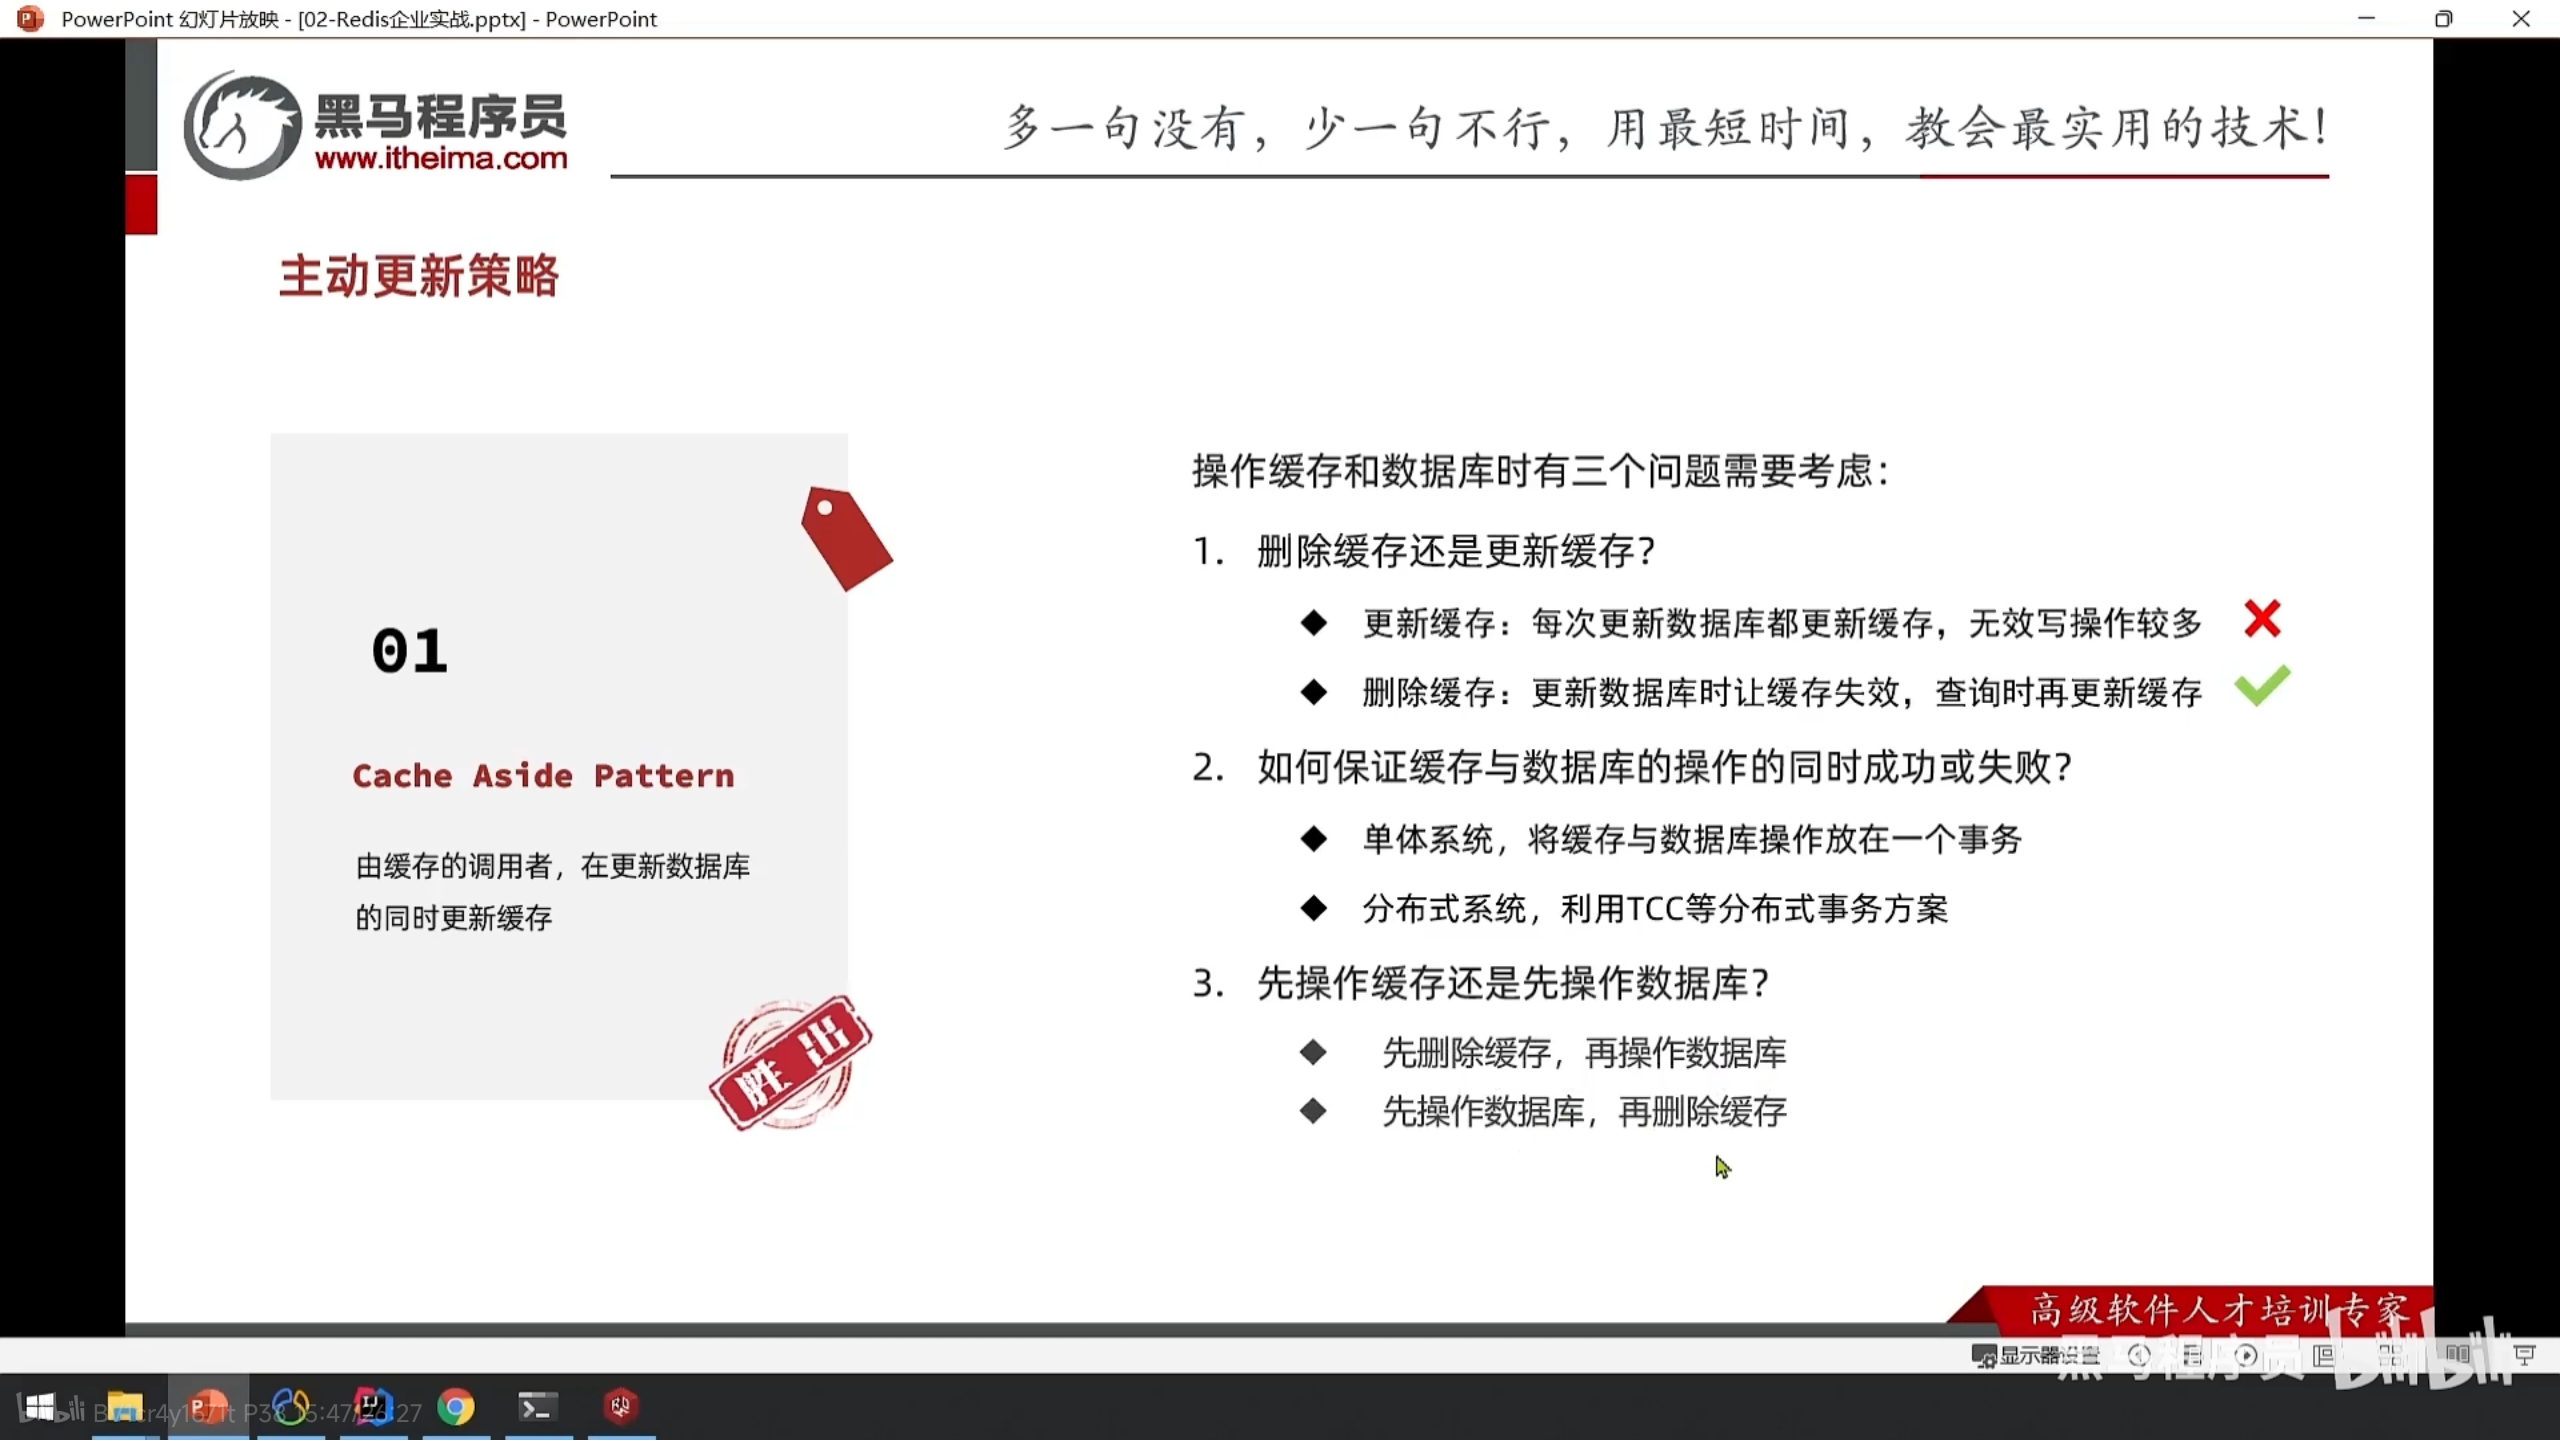 PowerPoint 幻灯片放映 - [02-Redis企业实战.pptx] - PowerPoint
黑马程序员
www.itheima.com
多一句没有，少一句不行，用最短时间，教会最实用的技术！
主动更新策略
01
Cache Aside Pattern
由缓存的调用者，在更新数据库
的同时更新缓存
胜出
操作缓存和数据库时有三个问题需要考虑：
1. 删除缓存还是更新缓存？
◆ 更新缓存：每次更新数据库都更新缓存，无效写操作较多
◆ 删除缓存：更新数据库时让缓存失效，查询时再更新缓存
2. 如何保证缓存与数据库的操作的同时成功或失败？
◆ 单体系统，将缓存与数据库操作放在一个事务
◆ 分布式系统，利用TCC等分布式事务方案
3. 先操作缓存还是先操作数据库？
◆ 先删除缓存，再操作数据库
◆ 先操作数据库，再删除缓存
高级软件人才培训专家
显示器设置
黑马程序员 bilibili
bilibili
P38 15:47/26:27